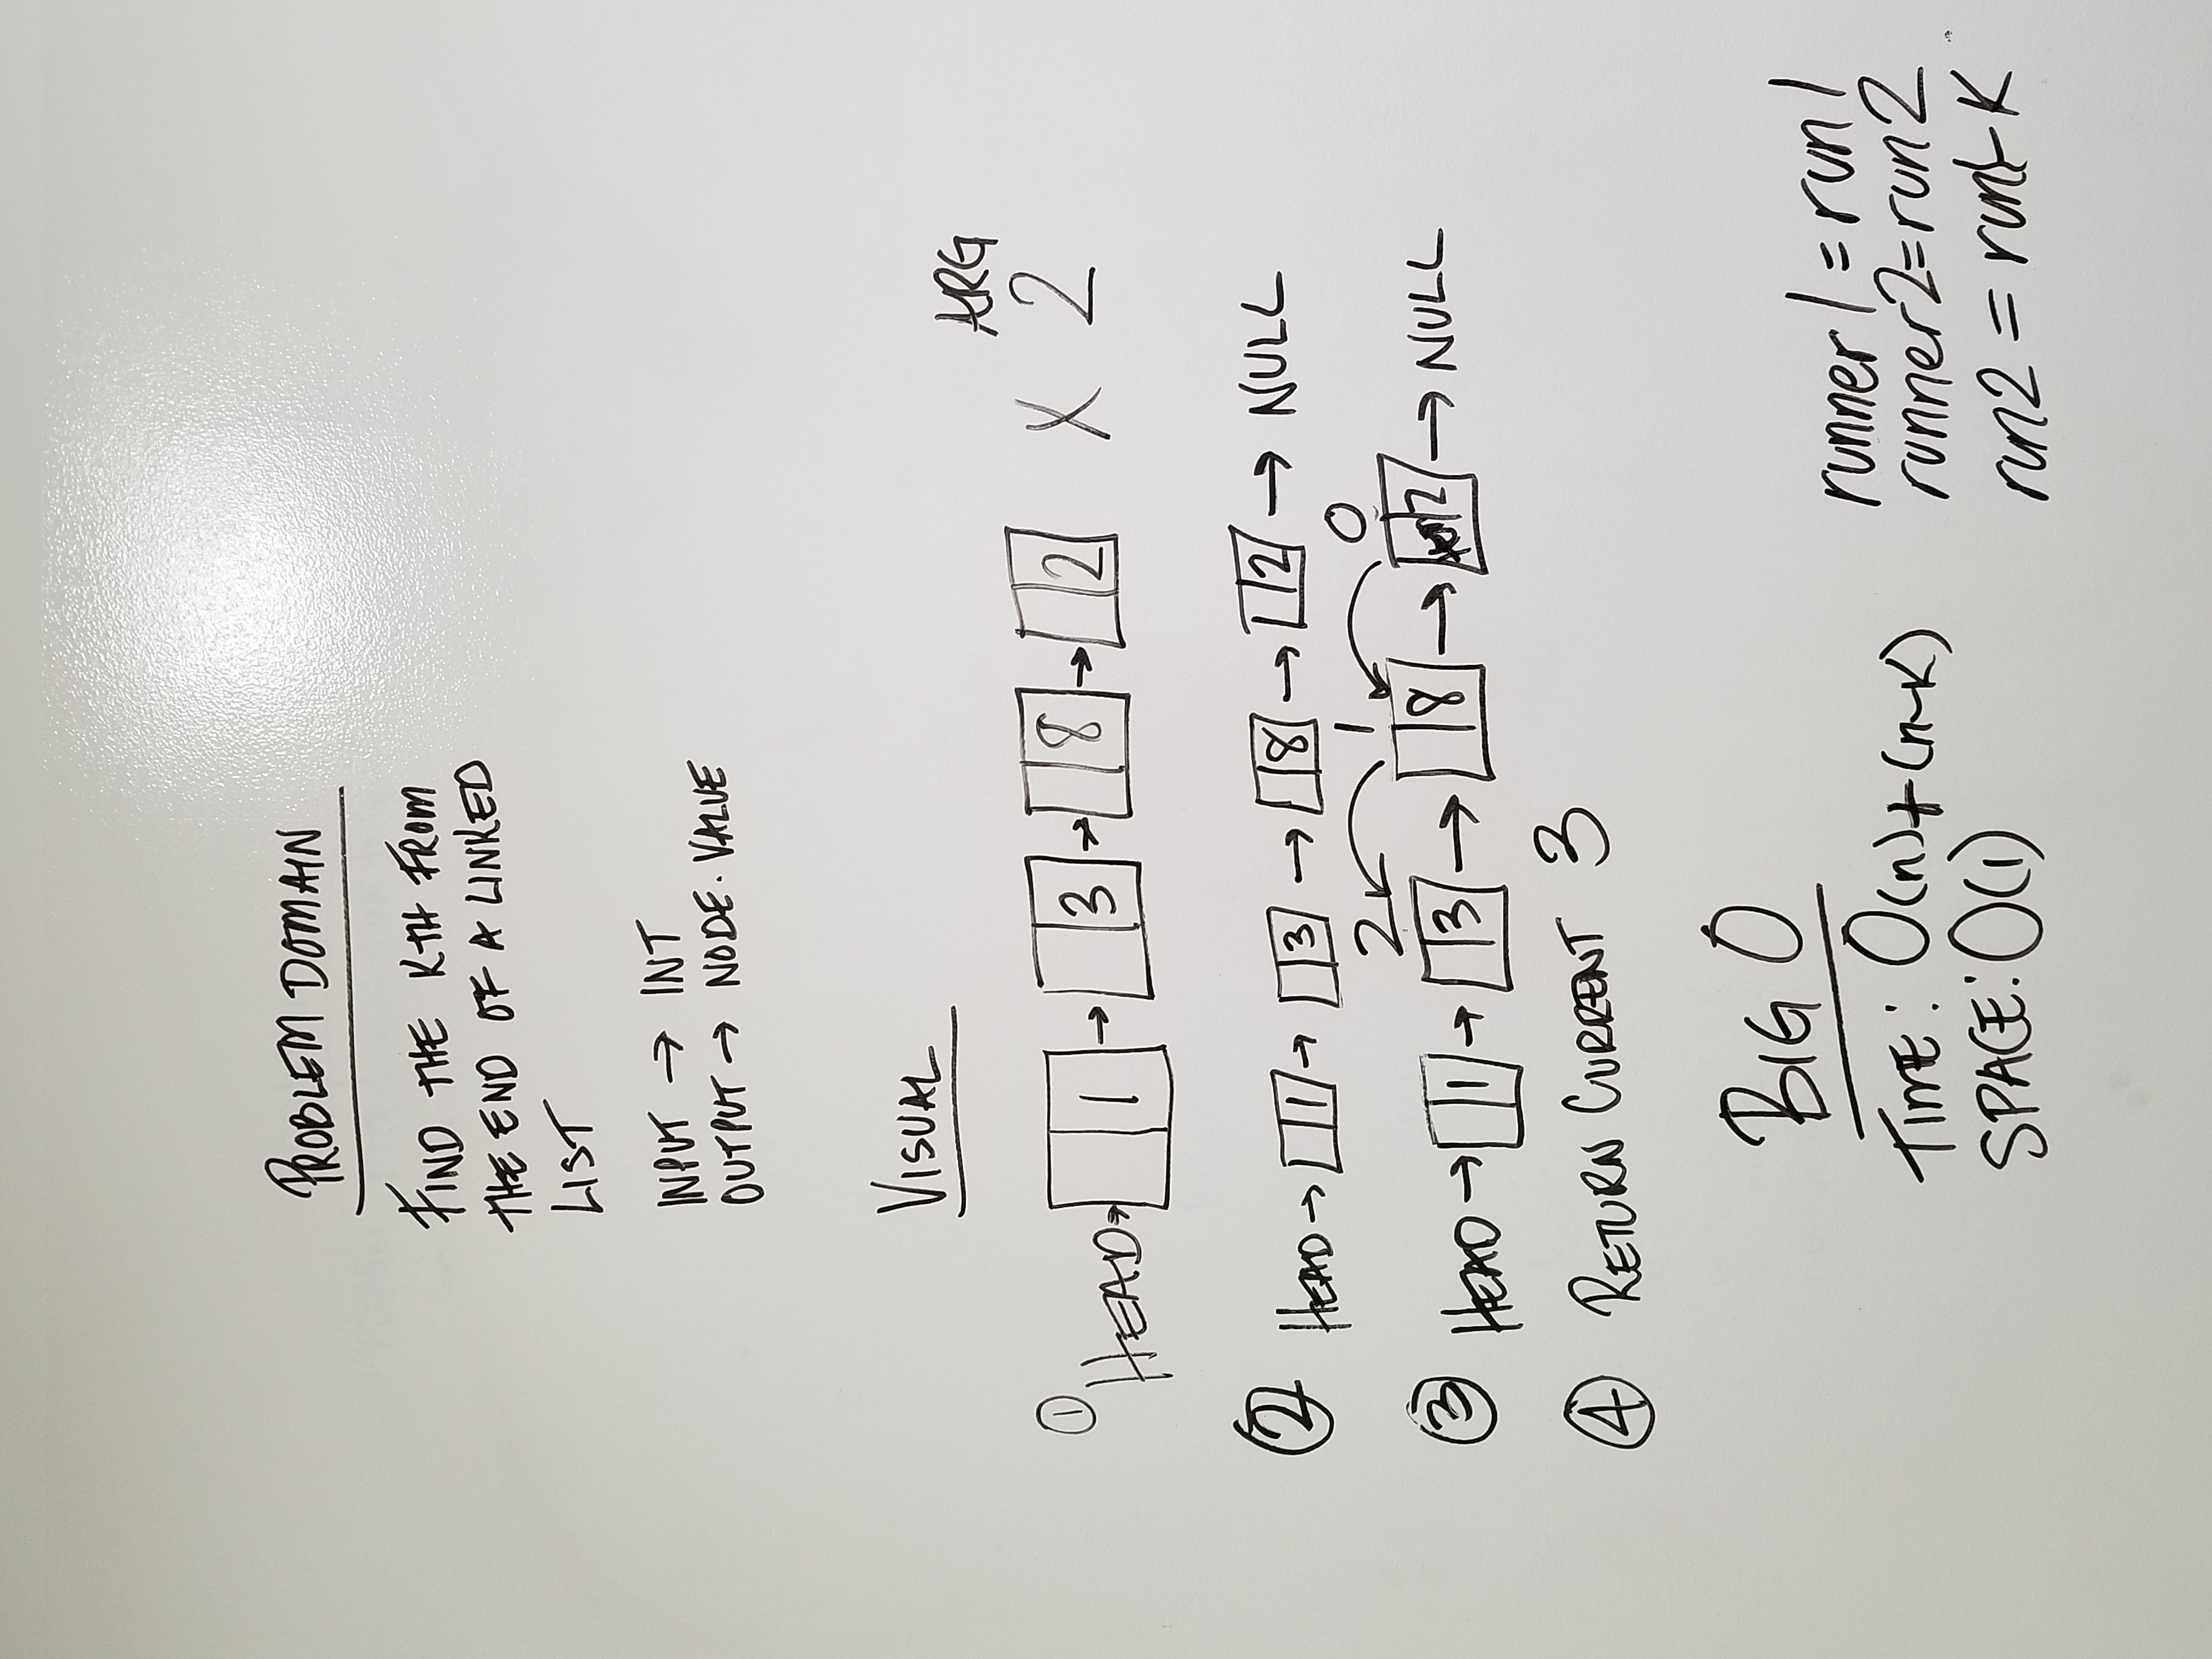 PROBLEM DOMAIN
FIND THE KTH FROM
THE END OF A LINKED
LIST
INPUT → INT
OUTPUT → NODE.VALUE
VISUAL
ARG
① HEAD→ 1 → 3 → 8 → 2 X 2
② HEAD → 1 → 3 → 8 → 2 → NULL
2 1 0
③ HEAD → 1 → 3 → 8 → 2 → NULL
④ RETURN CURRENT 3
BIG O
TIME: O(n)+(n-K)
SPACE: O(1)
runner1 = run1
runner2=run2
run2 = run1-K